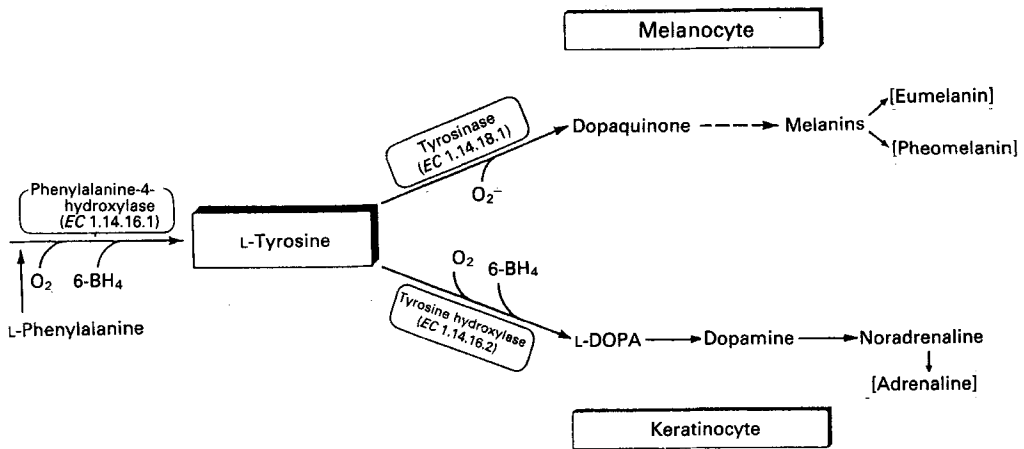 Melanocyte
[Eumelanin]
Tyrosinase
(EC 1.14.18.1)
Dopaquinone
Melanins
[Pheomelanin]
O₂⁻
Phenylalanine-4-
hydroxylase
(EC 1.14.16.1)
L-Tyrosine
O₂
6-BH₄
L-Phenylalanine
O₂
6-BH₄
Tyrosine hydroxylase
(EC 1.14.16.2)
L-DOPA
Dopamine
Noradrenaline
[Adrenaline]
Keratinocyte